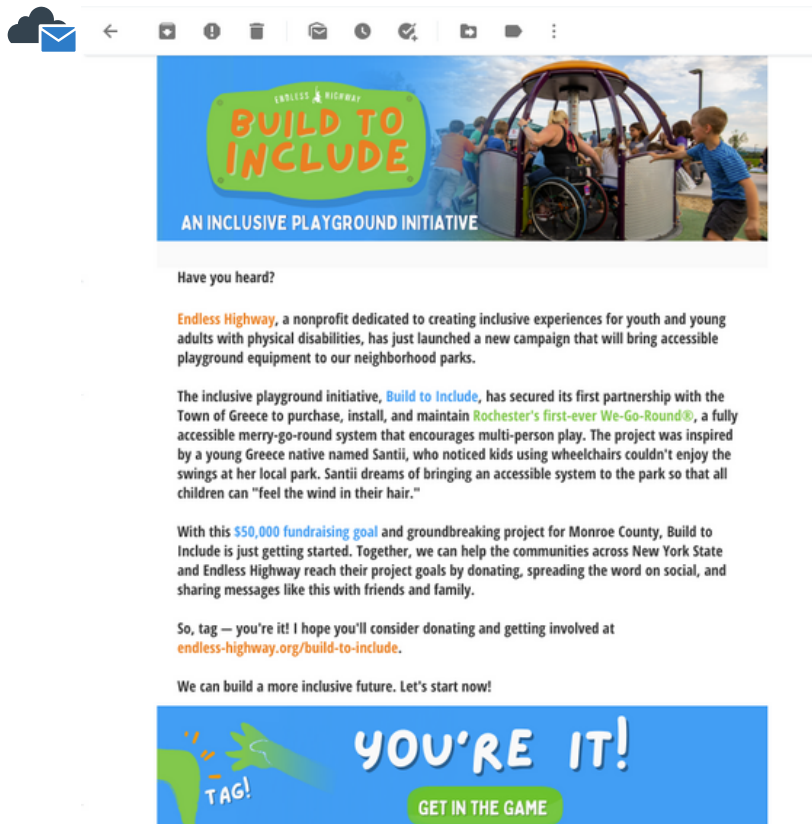 ENDLESS HIGHWAY
BUILD TO
INCLUDE
AN INCLUSIVE PLAYGROUND INITIATIVE
Have you heard?
Endless Highway, a nonprofit dedicated to creating inclusive experiences for youth and young
adults with physical disabilities, has just launched a new campaign that will bring accessible
playground equipment to our neighborhood parks.
The inclusive playground initiative, Build to Include, has secured its first partnership with the
Town of Greece to purchase, install, and maintain Rochester's first-ever We-Go-Round®, a fully
accessible merry-go-round system that encourages multi-person play. The project was inspired
by a young Greece native named Santii, who noticed kids using wheelchairs couldn't enjoy the
swings at her local park. Santii dreams of bringing an accessible system to the park so that all
children can "feel the wind in their hair."
With this $50,000 fundraising goal and groundbreaking project for Monroe County, Build to
Include is just getting started. Together, we can help the communities across New York State
and Endless Highway reach their project goals by donating, spreading the word on social, and
sharing messages like this with friends and family.
So, tag — you're it! I hope you'll consider donating and getting involved at
endless-highway.org/build-to-include.
We can build a more inclusive future. Let's start now!
YOU'RE IT!
TAG!
GET IN THE GAME